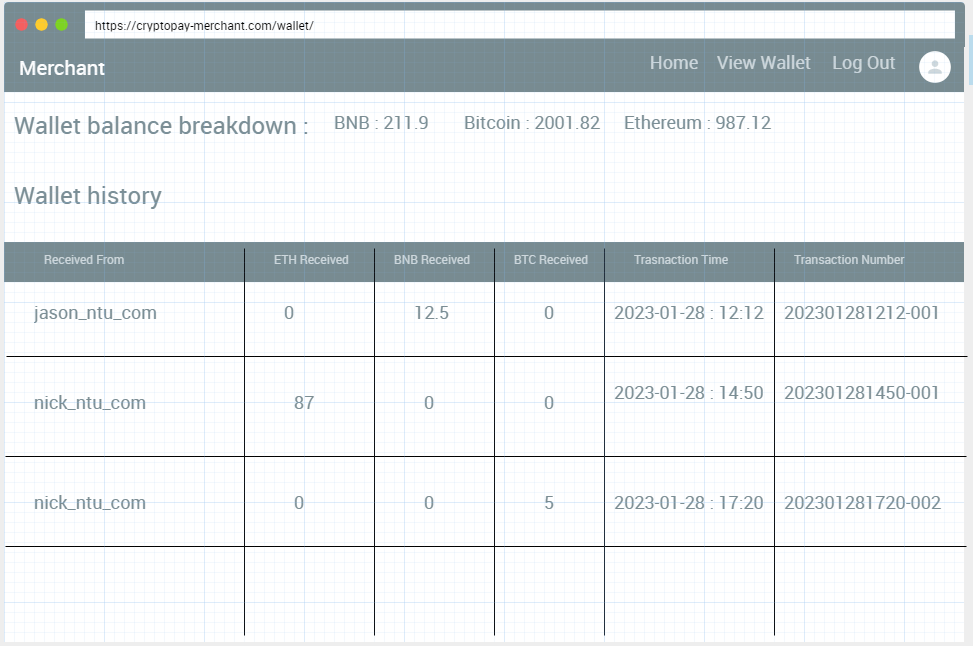 https://cryptopay-merchant.com/wallet/
Merchant Home View Wallet Log Out
Wallet balance breakdown : BNB : 211.9 Bitcoin : 2001.82 Ethereum : 987.12
Wallet history
Received From ETH Received BNB Received BTC Received Trasnaction Time Transaction Number
jason_ntu_com 0 12.5 0 2023-01-28 : 12:12 202301281212-001
nick_ntu_com 87 0 0 2023-01-28 : 14:50 202301281450-001
nick_ntu_com 0 0 5 2023-01-28 : 17:20 202301281720-002